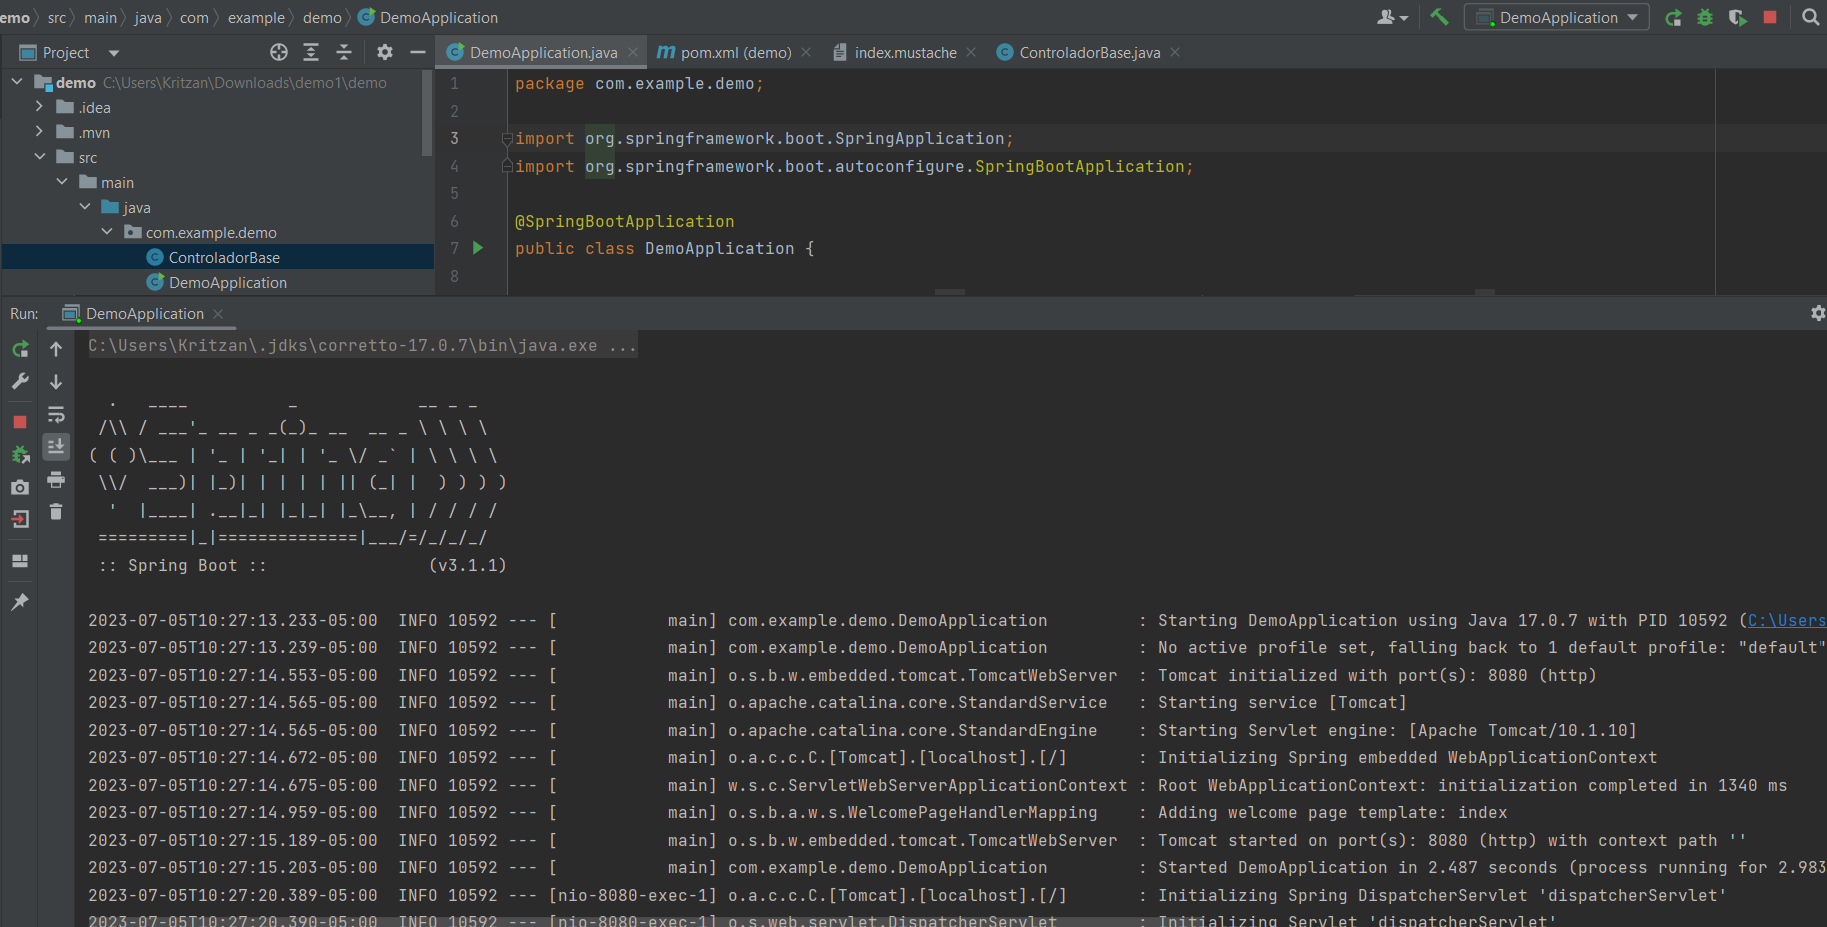 emo src main java com example demo DemoApplication DemoApplication
Project DemoApplication.java pom.xml (demo) index.mustache ControladorBase.java
demo C:\Users\Kritzan\Downloads\demo1\demo
.idea
.mvn
src
main
java
com.example.demo
ControladorBase
DemoApplication
1 package com.example.demo;
2
3 import org.springframework.boot.SpringApplication;
4 import org.springframework.boot.autoconfigure.SpringBootApplication;
5
6 @SpringBootApplication
7 public class DemoApplication {
8
Run: DemoApplication
C:\Users\Kritzan\.jdks\corretto-17.0.7\bin\java.exe ...
  .   ____          _            __ _ _
 /\\ / ___'_ __ _ _(_)_ __  __ _ \ \ \ \
( ( )\___ | '_ | '_| | '_ \/ _` | \ \ \ \
 \\/  ___)| |_)| | | | | || (_| |  ) ) ) )
  '  |____| .__|_| |_|_| |_\__, | / / / /
 =========|_|==============|___/=/_/_/_/
 :: Spring Boot ::                (v3.1.1)
2023-07-05T10:27:13.233-05:00  INFO 10592 --- [           main] com.example.demo.DemoApplication         : Starting DemoApplication using Java 17.0.7 with PID 10592 (C:\Users
2023-07-05T10:27:13.239-05:00  INFO 10592 --- [           main] com.example.demo.DemoApplication         : No active profile set, falling back to 1 default profile: "default"
2023-07-05T10:27:14.553-05:00  INFO 10592 --- [           main] o.s.b.w.embedded.tomcat.TomcatWebServer  : Tomcat initialized with port(s): 8080 (http)
2023-07-05T10:27:14.565-05:00  INFO 10592 --- [           main] o.apache.catalina.core.StandardService   : Starting service [Tomcat]
2023-07-05T10:27:14.565-05:00  INFO 10592 --- [           main] o.apache.catalina.core.StandardEngine    : Starting Servlet engine: [Apache Tomcat/10.1.10]
2023-07-05T10:27:14.672-05:00  INFO 10592 --- [           main] o.a.c.c.C.[Tomcat].[localhost].[/]       : Initializing Spring embedded WebApplicationContext
2023-07-05T10:27:14.675-05:00  INFO 10592 --- [           main] w.s.c.ServletWebServerApplicationContext : Root WebApplicationContext: initialization completed in 1340 ms
2023-07-05T10:27:14.959-05:00  INFO 10592 --- [           main] o.s.b.a.w.s.WelcomePageHandlerMapping    : Adding welcome page template: index
2023-07-05T10:27:15.189-05:00  INFO 10592 --- [           main] o.s.b.w.embedded.tomcat.TomcatWebServer  : Tomcat started on port(s): 8080 (http) with context path ''
2023-07-05T10:27:15.203-05:00  INFO 10592 --- [           main] com.example.demo.DemoApplication         : Started DemoApplication in 2.487 seconds (process running for 2.983
2023-07-05T10:27:20.389-05:00  INFO 10592 --- [nio-8080-exec-1] o.a.c.c.C.[Tomcat].[localhost].[/]       : Initializing Spring DispatcherServlet 'dispatcherServlet'
2023-07-05T10:27:20.390-05:00  INFO 10592 --- [nio-8080-exec-1] o.s.web.servlet.DispatcherServlet        : Initializing Servlet 'dispatcherServlet'